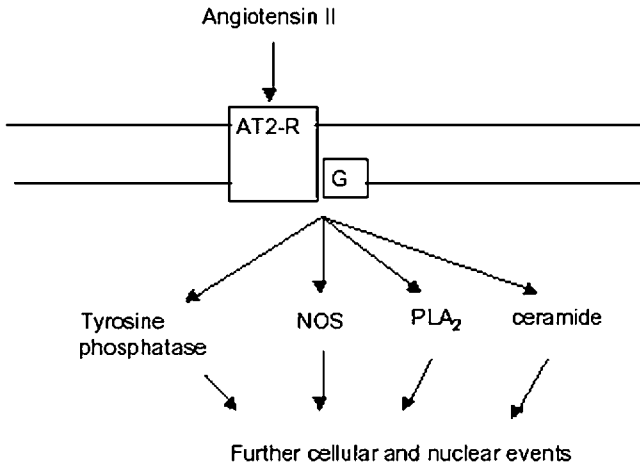 Angiotensin II
AT2-R
G
Tyrosine
phosphatase
NOS
PLA₂
ceramide
Further cellular and nuclear events